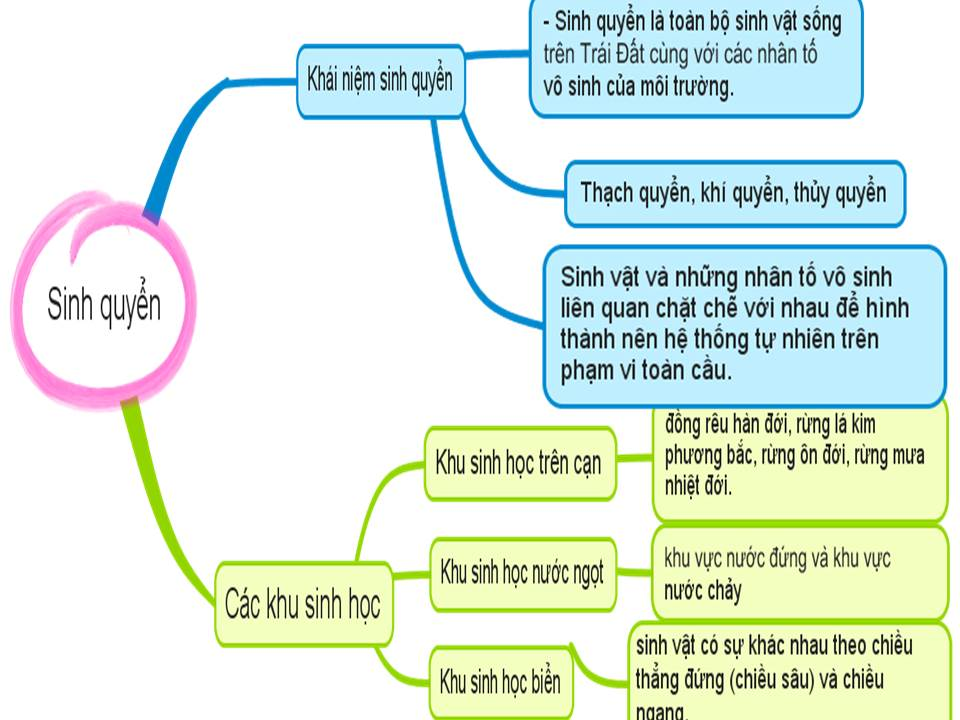 Sinh quyển
Khái niệm sinh quyển
- Sinh quyển là toàn bộ sinh vật sống
trên Trái Đất cùng với các nhân tố
vô sinh của môi trường.
Thạch quyển, khí quyển, thủy quyển
Sinh vật và những nhân tố vô sinh
liên quan chặt chẽ với nhau để hình
thành nên hệ thống tự nhiên trên
phạm vi toàn cầu.
Các khu sinh học
Khu sinh học trên cạn
đồng rêu hàn đới, rừng lá kim
phương bắc, rừng ôn đới, rừng mưa
nhiệt đới.
Khu sinh học nước ngọt
khu vực nước đứng và khu vực
nước chảy
Khu sinh học biển
sinh vật có sự khác nhau theo chiều
thẳng đứng (chiều sâu) và chiều
ngang.